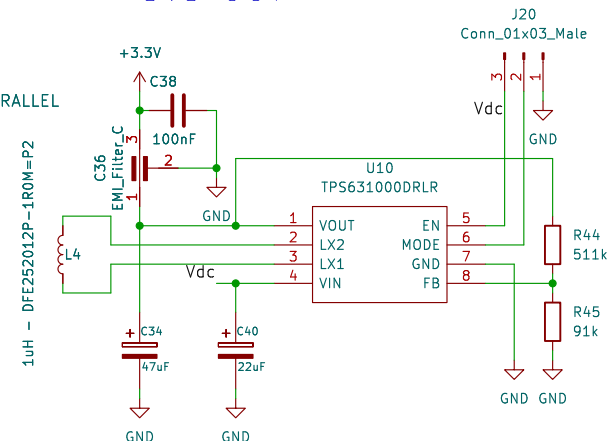 J20
Conn_01x03_Male
+3.3V
C38
3
2
1
RALLEL
Vdc
100nF
GND
3
C36
EMI_Filter_C
2
1
1uH - DFE252012P-1R0M=P2
U10
TPS631000DRLR
GND
1
VOUT
EN
5
2
LX2
MODE
6
R44
511k
L4
3
LX1
GND
7
Vdc
4
VIN
FB
8
R45
91k
+
C34
47uF
+
C40
22uF
GND
GND
GND
GND